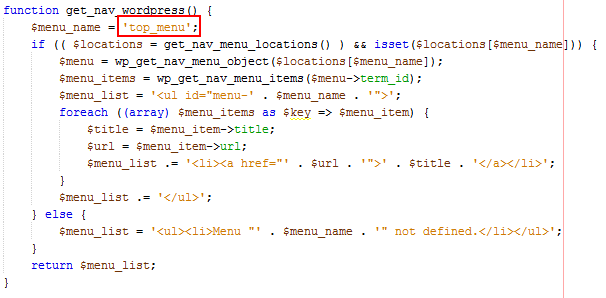 function get_nav_wordpress() {
$menu_name = 'top_menu';
if (( $locations = get_nav_menu_locations() ) && isset($locations[$menu_name])) {
$menu = wp_get_nav_menu_object($locations[$menu_name]);
$menu_items = wp_get_nav_menu_items($menu->term_id);
$menu_list = '<ul id="menu-' . $menu_name . '">';
foreach ((array) $menu_items as $key => $menu_item) {
$title = $menu_item->title;
$url = $menu_item->url;
$menu_list .= '<li><a href="' . $url . '">' . $title . '</a></li>';
}
$menu_list .= '</ul>';
} else {
$menu_list = '<ul><li>Menu "' . $menu_name . '" not defined.</li></ul>';
}
return $menu_list;
}